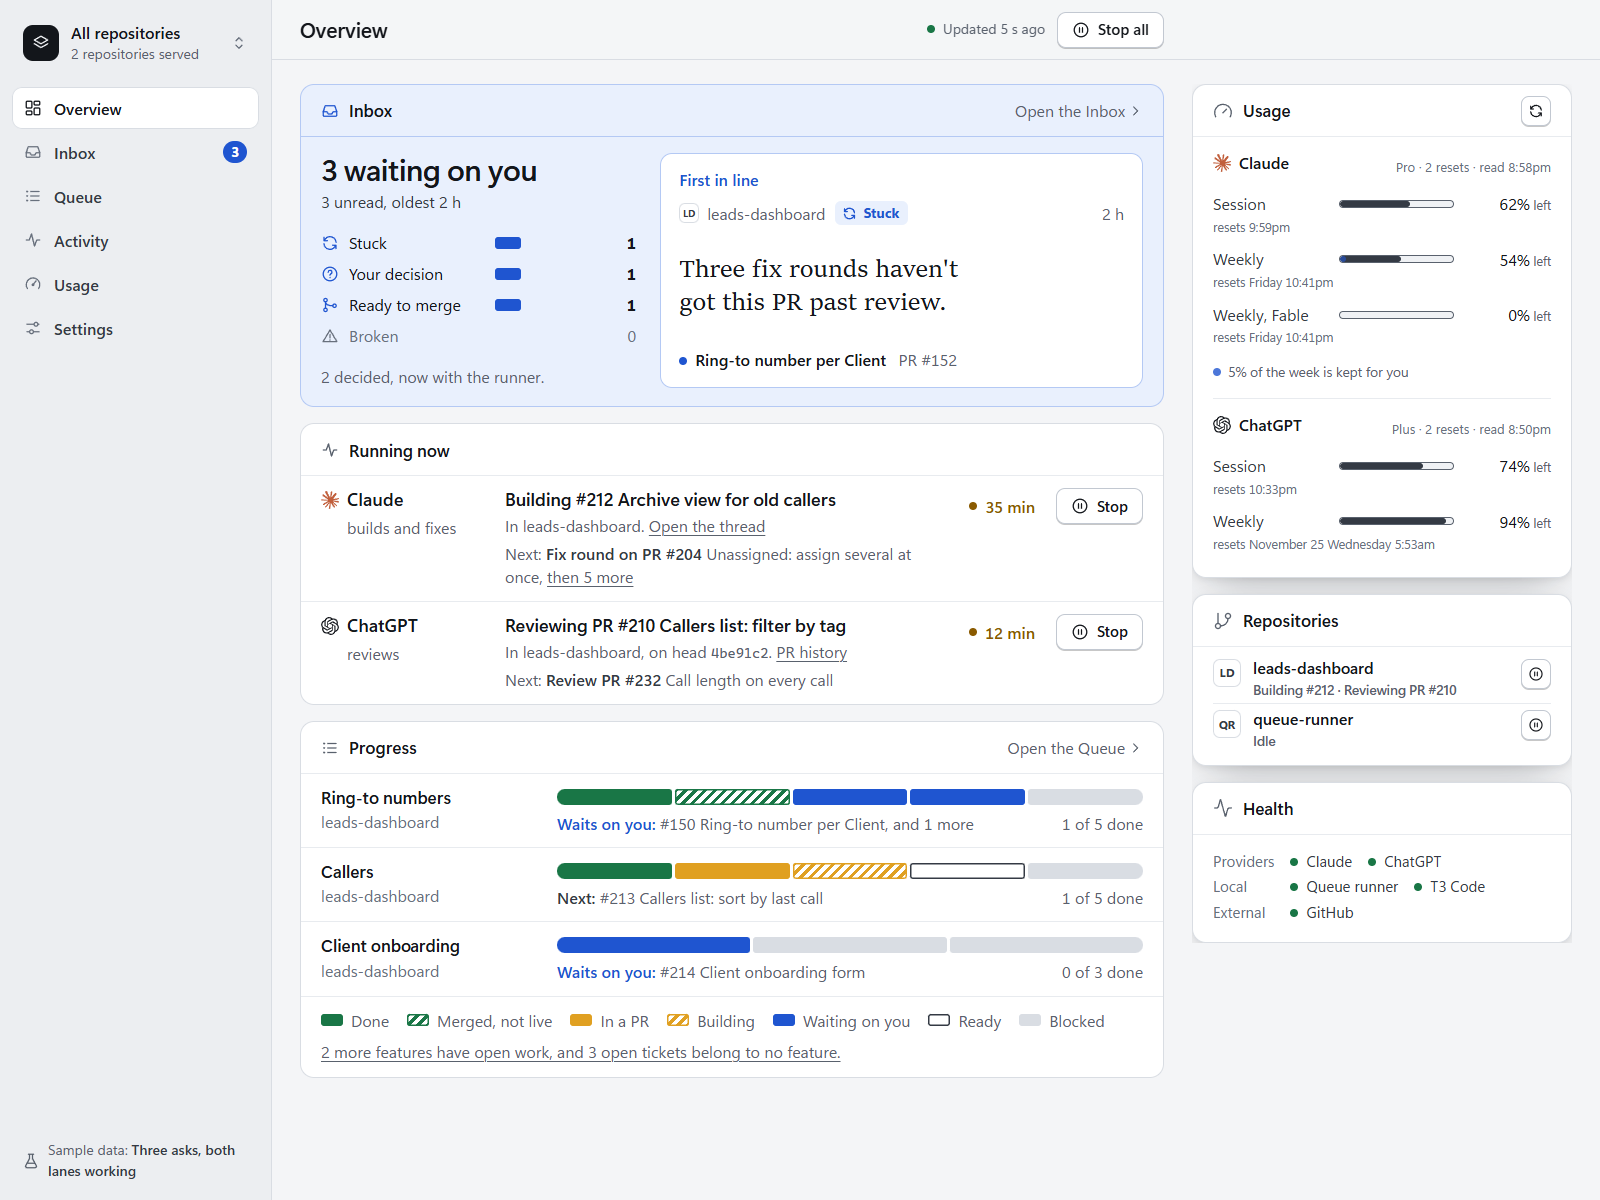 All repositories
2 repositories served
Overview
Inbox
3
Queue
Activity
Usage
Settings
Sample data: Three asks, both
lanes working
Overview
Updated 5 s ago
Stop all
Inbox
Open the Inbox
3 waiting on you
3 unread, oldest 2 h
Stuck
1
Your decision
1
Ready to merge
1
Broken
0
2 decided, now with the runner.
First in line
LD leads-dashboard
Stuck
2 h
Three fix rounds haven't
got this PR past review.
Ring-to number per Client PR #152
Running now
Claude
builds and fixes
Building #212 Archive view for old callers
In leads-dashboard. Open the thread
Next: Fix round on PR #204 Unassigned: assign several at
once, then 5 more
35 min
Stop
ChatGPT
reviews
Reviewing PR #210 Callers list: filter by tag
In leads-dashboard, on head 4be91c2. PR history
Next: Review PR #232 Call length on every call
12 min
Stop
Progress
Open the Queue
Ring-to numbers
leads-dashboard
Waits on you: #150 Ring-to number per Client, and 1 more
1 of 5 done
Callers
leads-dashboard
Next: #213 Callers list: sort by last call
1 of 5 done
Client onboarding
leads-dashboard
Waits on you: #214 Client onboarding form
0 of 3 done
Done
Merged, not live
In a PR
Building
Waiting on you
Ready
Blocked
2 more features have open work, and 3 open tickets belong to no feature.
Usage
Claude
Pro · 2 resets · read 8:58pm
Session
62% left
resets 9:59pm
Weekly
54% left
resets Friday 10:41pm
Weekly, Fable
0% left
resets Friday 10:41pm
5% of the week is kept for you
ChatGPT
Plus · 2 resets · read 8:50pm
Session
74% left
resets 10:33pm
Weekly
94% left
resets November 25 Wednesday 5:53am
Repositories
LD
leads-dashboard
Building #212 · Reviewing PR #210
QR
queue-runner
Idle
Health
Providers
Claude
ChatGPT
Local
Queue runner
T3 Code
External
GitHub